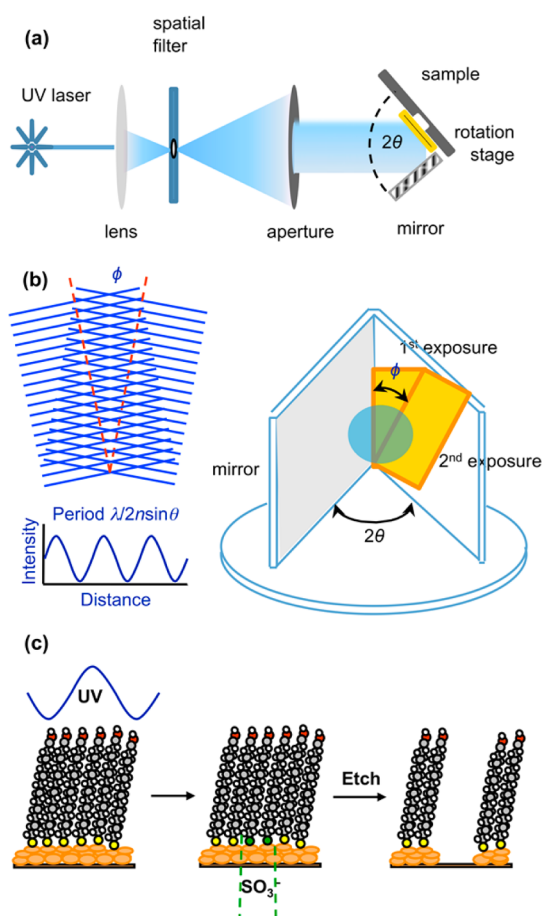 (a)
spatial
filter
UV laser
sample
2θ
rotation
stage
lens
aperture
mirror
(b)
ϕ
1st exposure
ϕ
mirror
2nd exposure
2θ
Period λ/2nsinθ
Intensity
Distance
(c)
UV
Etch
SO3-